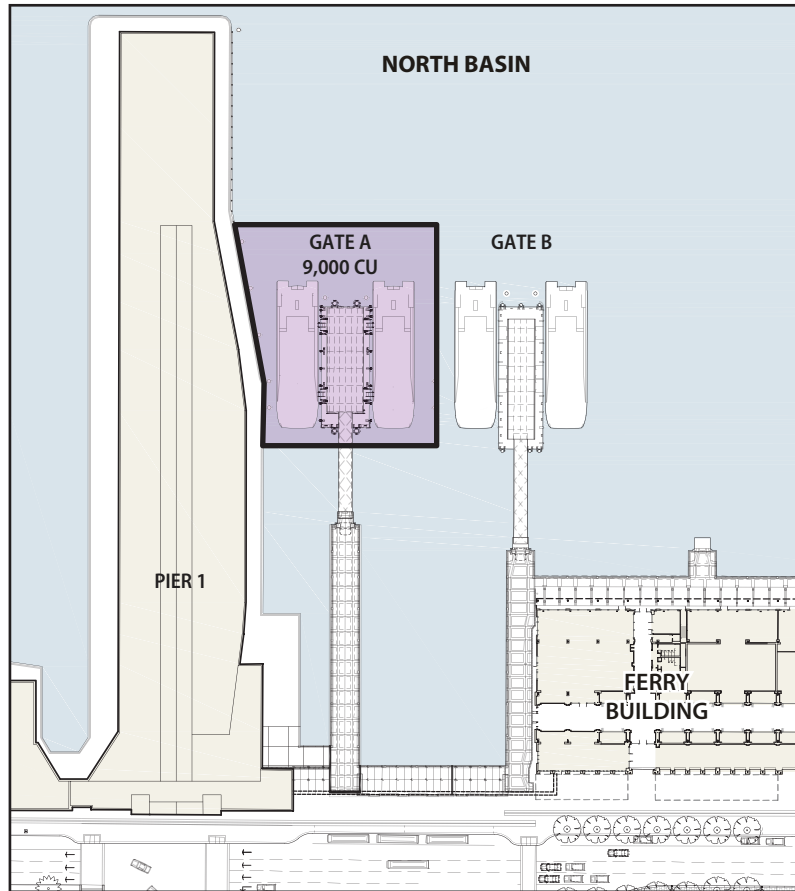 NORTH BASIN
GATE A
9,000 CU
GATE B
PIER 1
FERRY
BUILDING